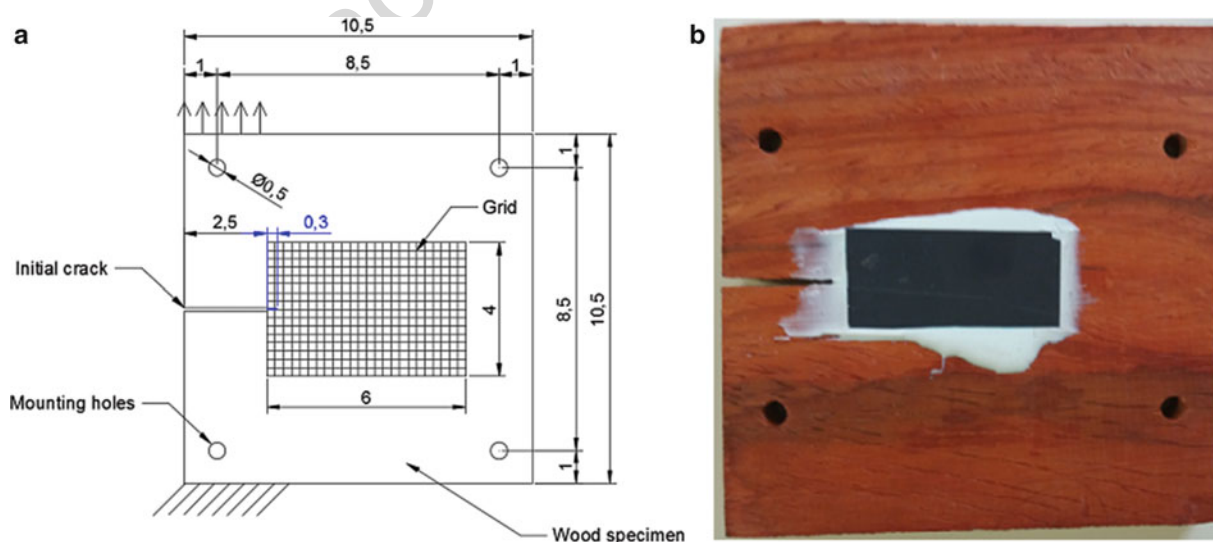 a
b
10,5
1
8,5
1
1
Ø0,5
2,5
0,3
Grid
Initial crack
4
8,5
10,5
6
Mounting holes
1
Wood specimen